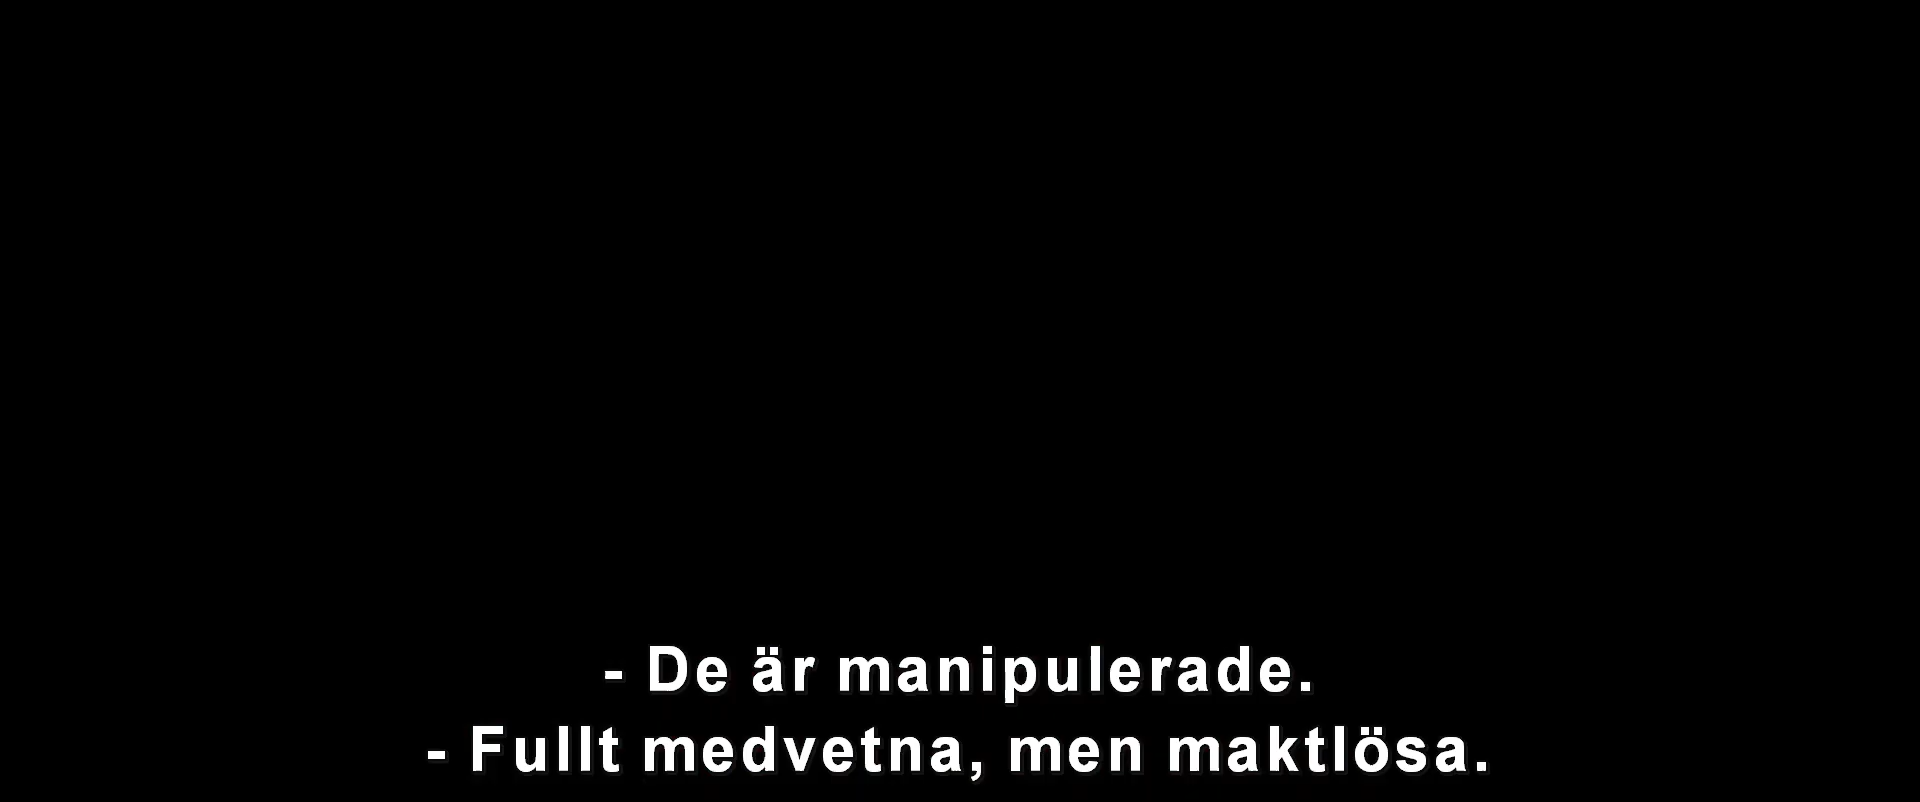 - De är manipulerade.
- Fullt medvetna, men maktlösa.